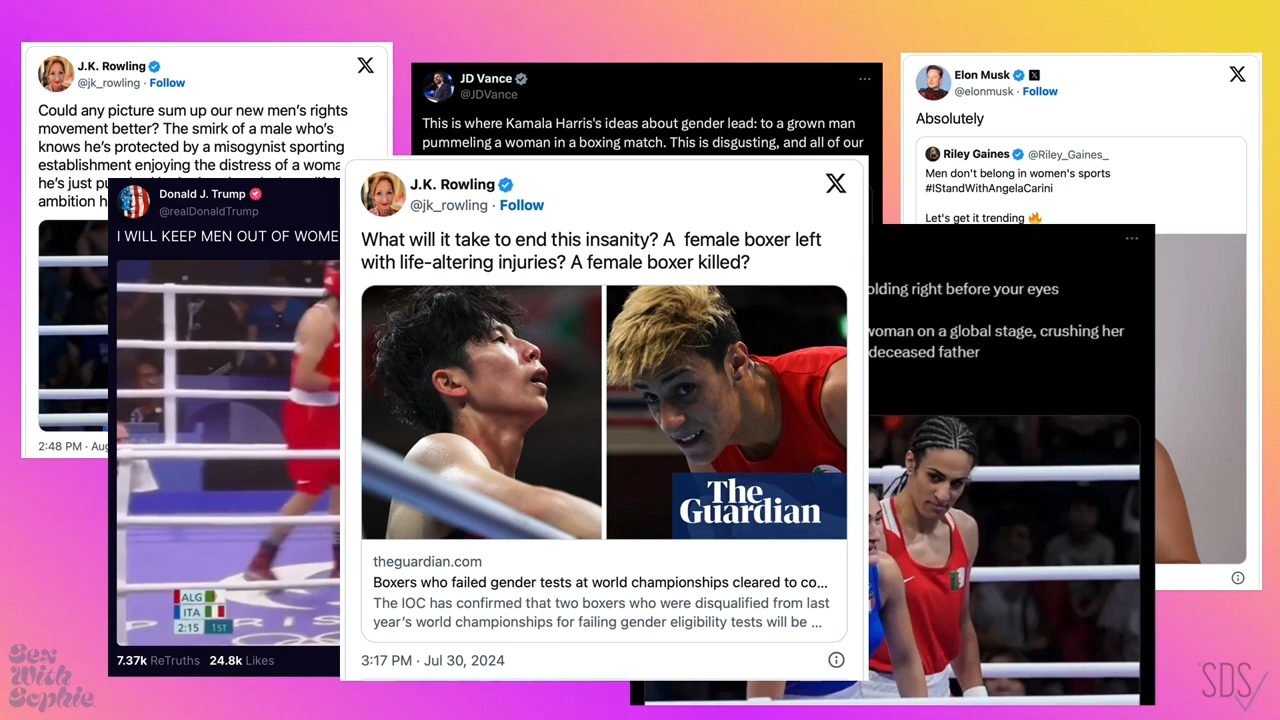 J.K. Rowling
@jk_rowling · Follow
Could any picture sum up our new men's rights
movement better? The smirk of a male who's
knows he's protected by a misogynist sporting
establishment enjoying the distress of a woma
he's just pu
ambition h
2:48 PM · Aug
JD Vance
@JDVance
This is where Kamala Harris's ideas about gender lead: to a grown man
pummeling a woman in a boxing match. This is disgusting, and all of our
Elon Musk
@elonmusk · Follow
Absolutely
Riley Gaines @Riley_Gaines_
Men don't belong in women's sports
#IStandWithAngelaCarini
Let's get it trending 🔥
Donald J. Trump
@realDonaldTrump
I WILL KEEP MEN OUT OF WOME
ALG
ITA
2:15 1ST
7.37k ReTruths 24.8k Likes
J.K. Rowling
@jk_rowling · Follow
What will it take to end this insanity? A female boxer left
with life-altering injuries? A female boxer killed?
The
Guardian
theguardian.com
Boxers who failed gender tests at world championships cleared to co...
The IOC has confirmed that two boxers who were disqualified from last
year's world championships for failing gender eligibility tests will be ...
3:17 PM · Jul 30, 2024
olding right before your eyes
woman on a global stage, crushing her
deceased father
Sex
With
Sophie
SDS